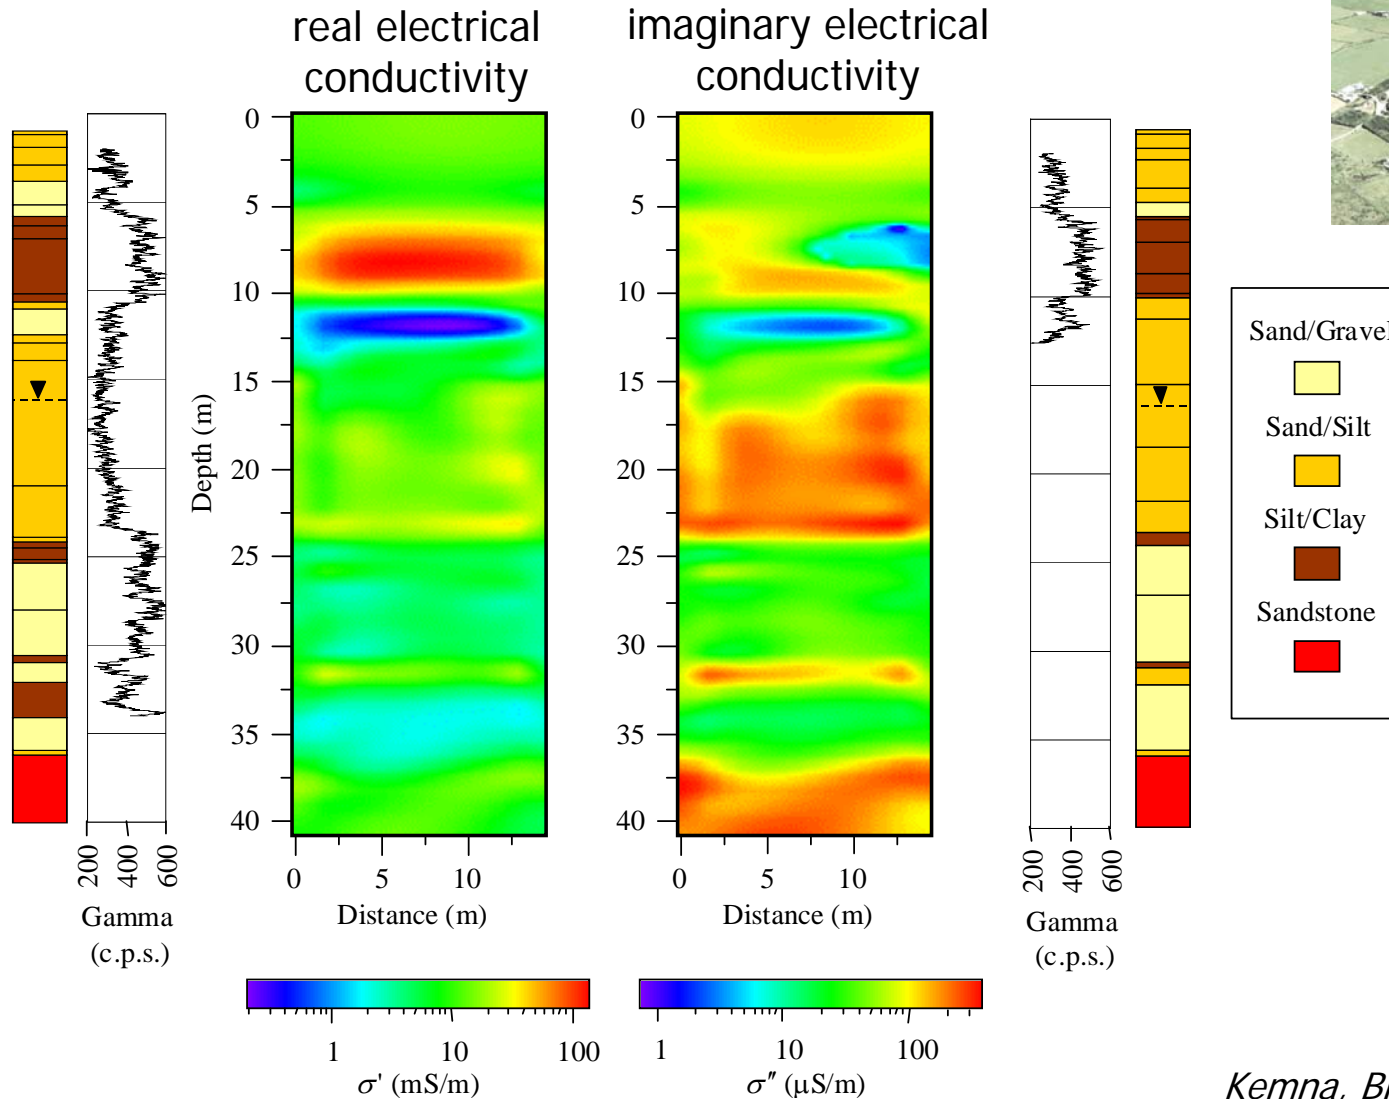 real electrical
conductivity
imaginary electrical
conductivity
0
5
10
15
20
25
30
35
40
Depth (m)
0
5
10
15
20
25
30
35
40
200
400
600
Gamma
(c.p.s.)
0
5
10
Distance (m)
0
5
10
Distance (m)
200
400
600
Gamma
(c.p.s.)
Sand/Gravel
Sand/Silt
Silt/Clay
Sandstone
1
10
100
σ' (mS/m)
1
10
100
σ″ (μS/m)
Kemna,